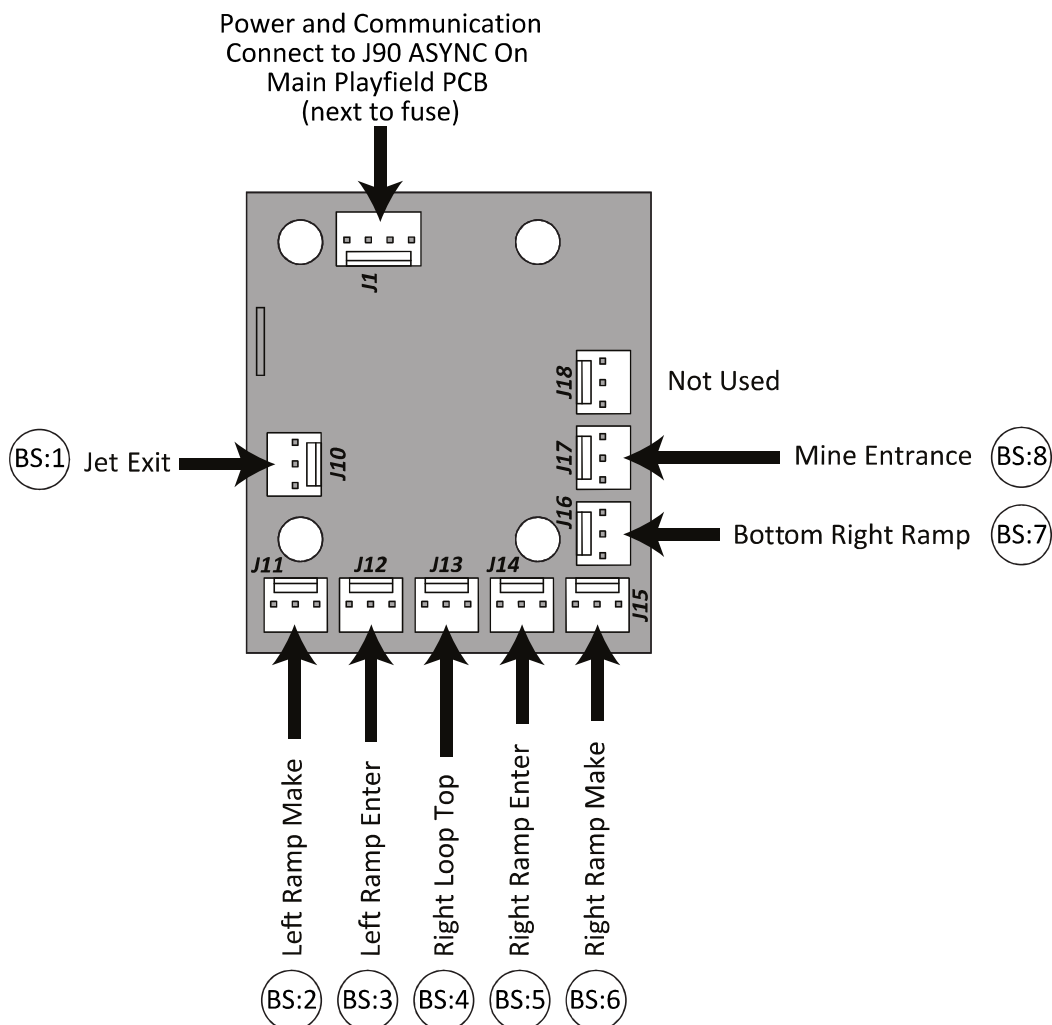 Power and Communication
Connect to J90 ASYNC On
Main Playfield PCB
(next to fuse)
J1
J18
Not Used
BS:1
Jet Exit
J10
J17
Mine Entrance
BS:8
J16
Bottom Right Ramp
BS:7
J11
J12
J13
J14
J15
Left Ramp Make
Left Ramp Enter
Right Loop Top
Right Ramp Enter
Right Ramp Make
BS:2
BS:3
BS:4
BS:5
BS:6